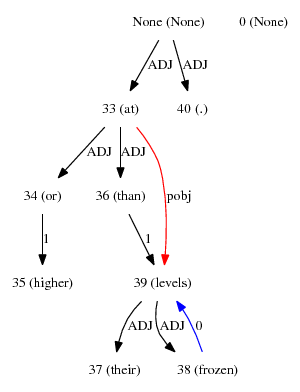 None (None) 0 (None)
ADJ ADJ
33 (at) 40 (.)
ADJ ADJ
34 (or) 36 (than) pobj
1 1
35 (higher) 39 (levels)
ADJ ADJ 0
37 (their) 38 (frozen)